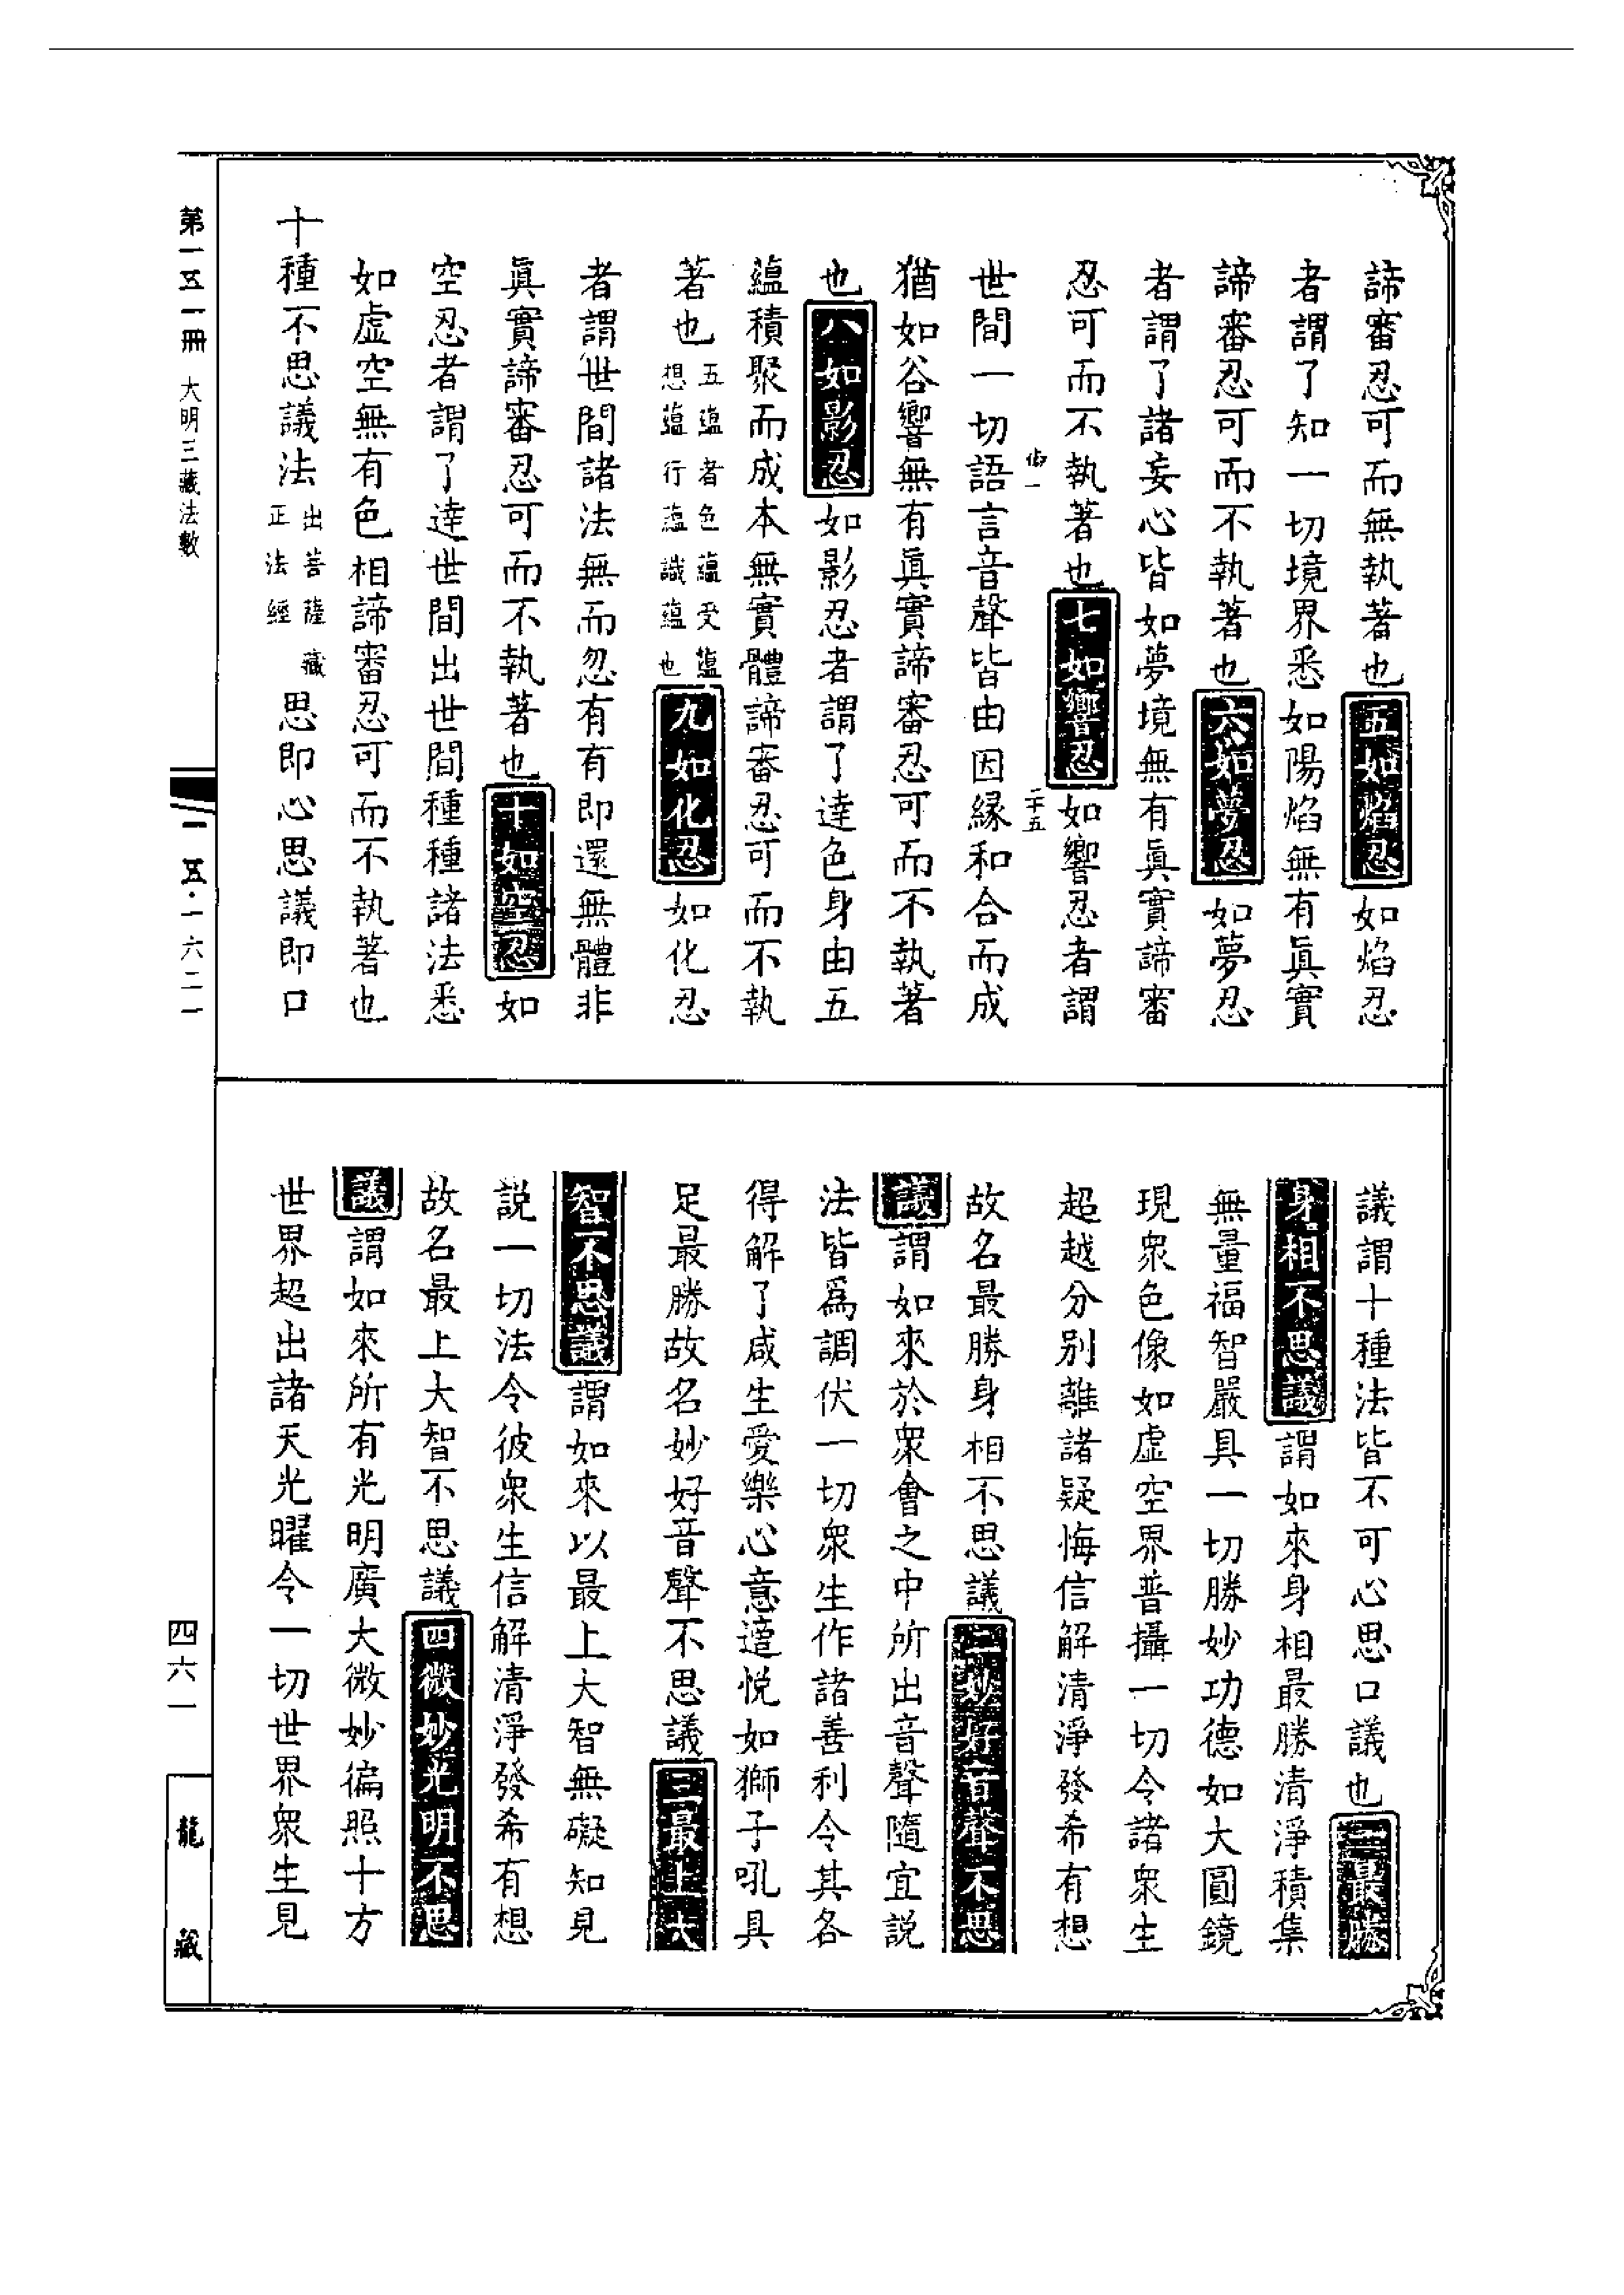 諦審忍可而無執著也五如焰忍如焰忍
者謂了知一切境界悉如陽焰無有眞實
諦審忍可而不執著也六如夢忍如夢忍
者謂了諸妄心皆如夢境無有眞實諦審
忍可而不執著也七如響忍如響忍者謂
二十五
世間一切語言音聲皆由因緣和合而成
猶如谷響無有眞實諦審忍可而不執著
也八如影忍如影忍者謂了達色身由五
蘊積聚而成本無實體諦審忍可而不執
著也五蘊者色蘊受蘊想蘊行蘊識蘊也九如化忍如化忍
者謂世間諸法無而忽有有即還無體非
眞實諦審忍可而不執著也十如空忍如
空忍者謂了達世間出世間種種諸法悉
如虛空無有色相諦審忍可而不執著也
十種不思議法出菩薩藏正法經思即心思議即口
議謂十種法皆不可心思口議也一最勝
身相不思議謂如來身相最勝清淨積集
無量福智嚴具一切勝妙功德如大圓鏡
現衆色像如虛空界普攝一切令諸衆生
超越分別離諸疑悔信解清淨發希有想
故名最勝身相不思議二妙好音聲不思
議謂如來於衆會之中所出音聲隨宜說
法皆爲調伏一切衆生作諸善利令其各
得解了咸生愛樂心意適悅如獅子吼具
足最勝故名妙好音聲不思議三最上大
智不思議謂如來以最上大智無礙知見
說一切法令彼衆生信解清淨發希有想
故名最上大智不思議四微妙光明不思
議謂如來所有光明廣大微妙徧照十方
世界超出諸天光曜令一切世界衆生見
第一五一冊 大明三藏法數
一五·一六二一
四六一
龍藏